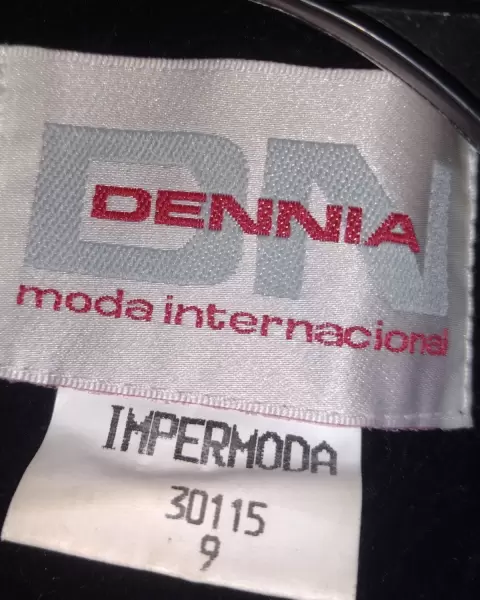 DN
DENNIA
moda internacional
IMPERMODA
30115
9